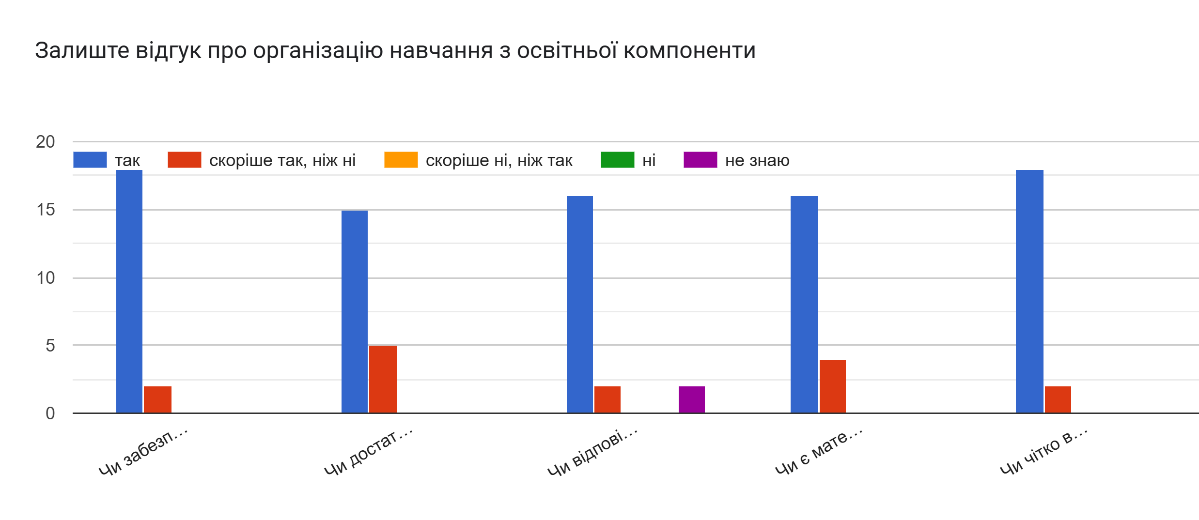 Залиште відгук про організацію навчання з освітньої компоненти
20
так скоріше так, ніж ні скоріше ні, ніж так ні не знаю
15
10
5
0
Чи забезп… Чи достат… Чи відпові… Чи є мате… Чи чітко в…